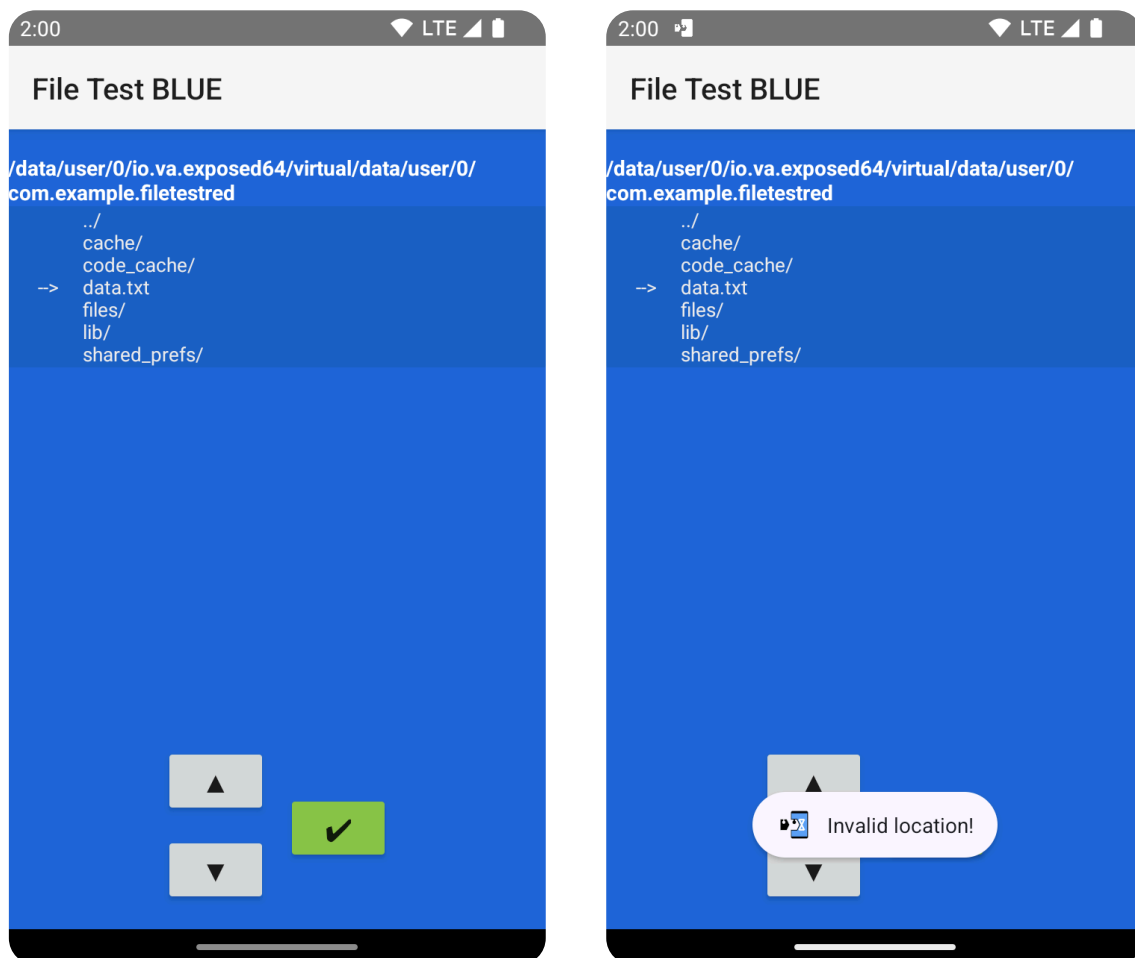 2:00 LTE
File Test BLUE
/data/user/0/io.va.exposed64/virtual/data/user/0/
com.example.filetestred
../
cache/
code_cache/
--> data.txt
files/
lib/
shared_prefs/
▲
✔
▼
2:00 LTE
File Test BLUE
/data/user/0/io.va.exposed64/virtual/data/user/0/
com.example.filetestred
../
cache/
code_cache/
--> data.txt
files/
lib/
shared_prefs/
▲
Invalid location!
▼